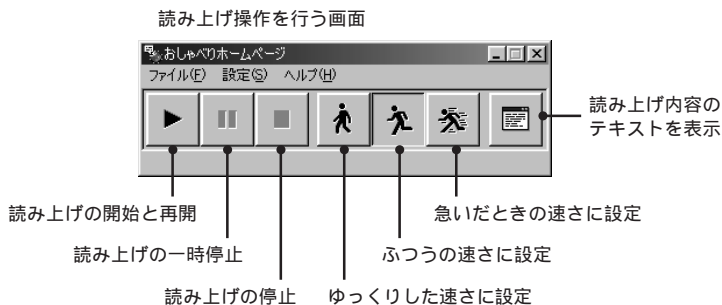 読み上げ操作を行う画面
おしゃべりホームページ
ファイル(F) 設定(S) ヘルプ(H)
読み上げ内容の
テキストを表示
読み上げの開始と再開
急いだときの速さに設定
読み上げの一時停止
ふつうの速さに設定
読み上げの停止
ゆっくりした速さに設定